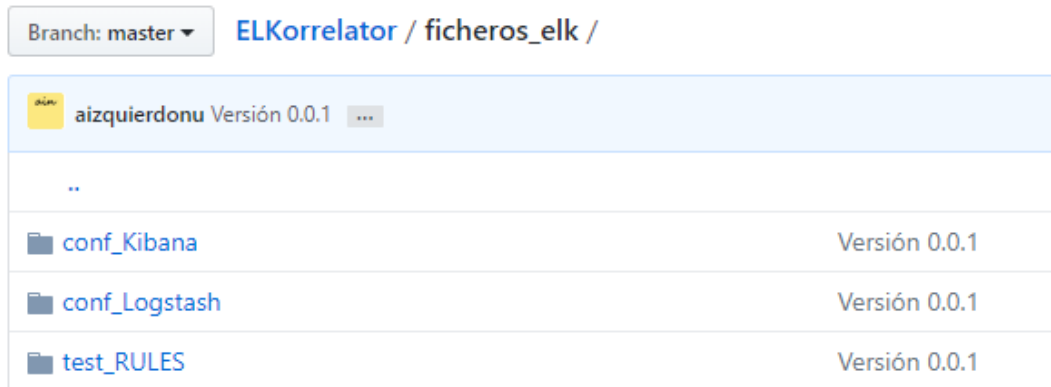 Branch: master ELKorrelator / ficheros_elk /
ain
aizquierdonu Versión 0.0.1 ...
..
conf_Kibana Versión 0.0.1
conf_Logstash Versión 0.0.1
test_RULES Versión 0.0.1